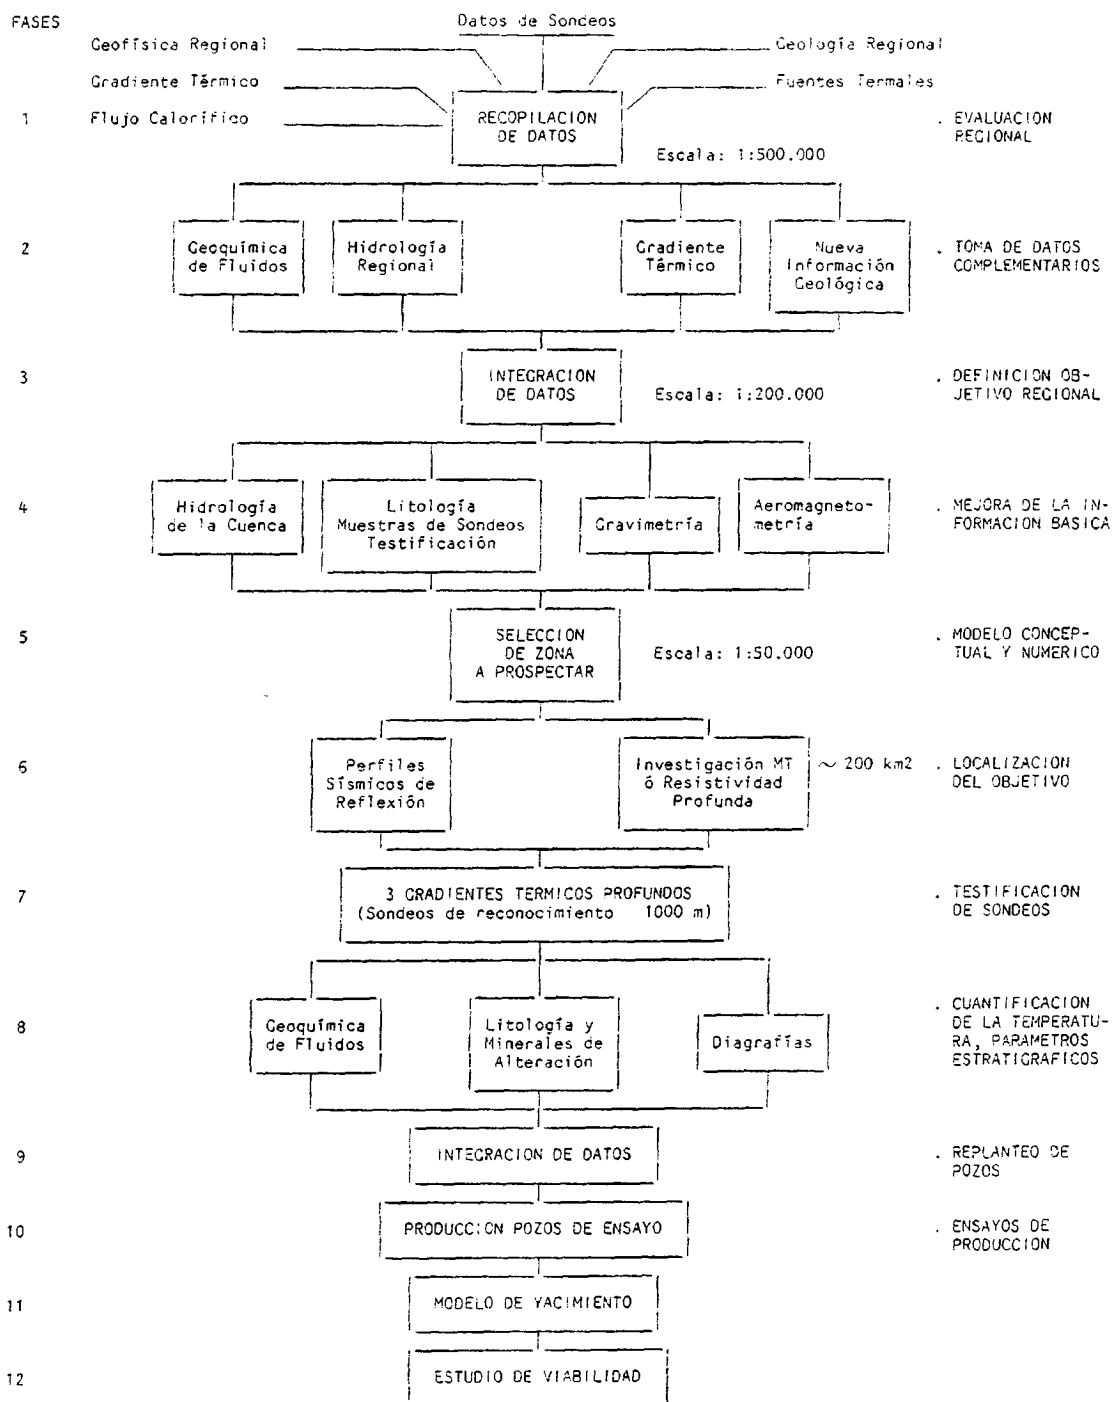 FASES
Datos de Sondeos
Geofísica Regional
Geología Regional
Gradiente Térmico
Fuentes Termales
1
Flujo Calorífico
RECOPILACION
DE DATOS
. EVALUACION
REGIONAL
Escala: 1:500.000
2
Geoquímica
de Fluidos
Hidrología
Regional
Gradiente
Térmico
Nueva
Información
Geológica
. TOMA DE DATOS
COMPLEMENTARIOS
3
INTEGRACION
DE DATOS
Escala: 1:200.000
. DEFINICION OB-
JETIVO REGIONAL
4
Hidrología
de la Cuenca
Litología
Muestras de Sondeos
Testificación
Gravimetría
Aeromagneto-
metría
. MEJORA DE LA IN-
FORMACION BASICA
5
SELECCION
DE ZONA
A PROSPECTAR
Escala: 1:50.000
. MODELO CONCEP-
TUAL Y NUMERICO
6
Perfiles
Sísmicos de
Reflexión
Investigación MT
ó Resistividad
Profunda
~ 200 km2
. LOCALIZACION
DEL OBJETIVO
7
3 GRADIENTES TERMICOS PROFUNDOS
(Sondeos de reconocimiento 1000 m)
. TESTIFICACION
DE SONDEOS
8
Geoquímica
de Fluidos
Litología y
Minerales de
Alteración
Diagrafías
. CUANTIFICACION
DE LA TEMPERATU-
RA, PARAMETROS
ESTRATIGRAFICOS
9
INTEGRACION DE DATOS
. REPLANTEO DE
POZOS
10
PRODUCCION POZOS DE ENSAYO
. ENSAYOS DE
PRODUCCION
11
MODELO DE YACIMIENTO
12
ESTUDIO DE VIABILIDAD